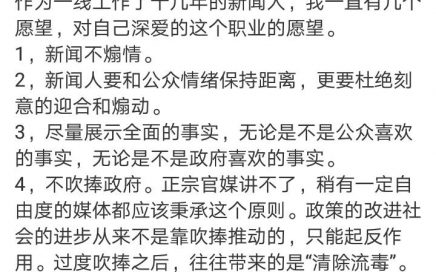 作为一线工作了十几年的新闻人，我一直有几个
愿望，对自己深爱的这个职业的愿望。
1，新闻不煽情。
2，新闻人要和公众情绪保持距离，更要杜绝刻
意的迎合和煽动。
3，尽量展示全面的事实，无论是不是公众喜欢
的事实，无论是不是政府喜欢的事实。
4，不吹捧政府。正宗官媒讲不了，稍有一定自
由度的媒体都应该秉承这个原则。政策的改进社
会的进步从来不是靠吹捧推动的，只能起反作
用。过度吹捧之后，往往带来的是“清除流毒”。